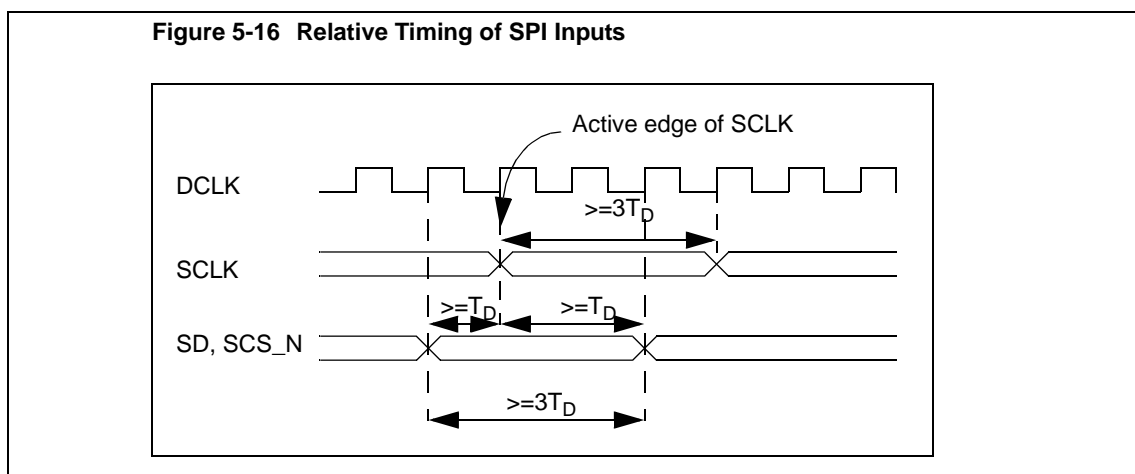 Figure 5-16 Relative Timing of SPI Inputs
Active edge of SCLK
DCLK
>=3TD
SCLK
>=TD >=TD
SD, SCS_N
>=3TD